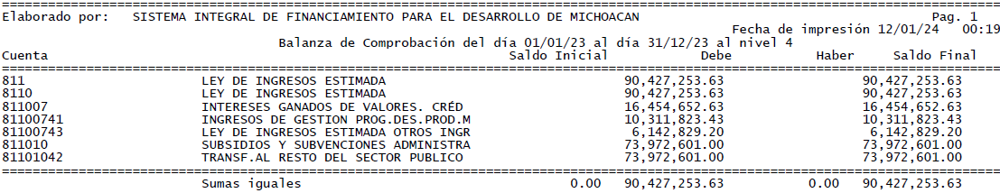 Elaborado por: SISTEMA INTEGRAL DE FINANCIAMIENTO PARA EL DESARROLLO DE MICHOACAN Pag. 1
Fecha de impresión 12/01/24 00:19
Balanza de Comprobación del día 01/01/23 al día 31/12/23 al nivel 4
Cuenta Saldo Inicial Debe Haber Saldo Final
811 LEY DE INGRESOS ESTIMADA 90,427,253.63 90,427,253.63
8110 LEY DE INGRESOS ESTIMADA 90,427,253.63 90,427,253.63
811007 INTERESES GANADOS DE VALORES. CRÉD 16,454,652.63 16,454,652.63
81100741 INGRESOS DE GESTION PROG.DES.PROD.M 10,311,823.43 10,311,823.43
81100743 LEY DE INGRESOS ESTIMADA OTROS INGR 6,142,829.20 6,142,829.20
811010 SUBSIDIOS Y SUBVENCIONES ADMINISTRA 73,972,601.00 73,972,601.00
81101042 TRANSF.AL RESTO DEL SECTOR PUBLICO 73,972,601.00 73,972,601.00
Sumas iguales 0.00 90,427,253.63 0.00 90,427,253.63